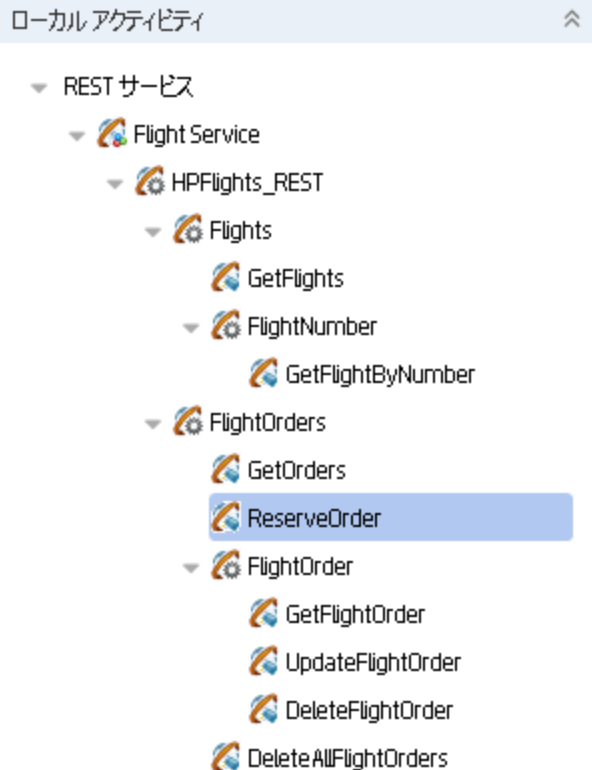 ローカル アクティビティ
REST サービス
Flight Service
HPFlights_REST
Flights
GetFlights
FlightNumber
GetFlightByNumber
FlightOrders
GetOrders
ReserveOrder
FlightOrder
GetFlightOrder
UpdateFlightOrder
DeleteFlightOrder
DeleteAllFlightOrders